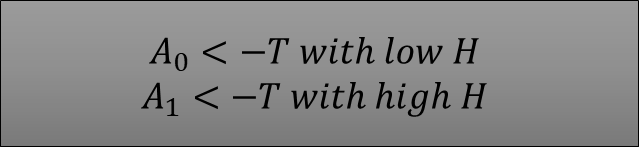 A₀ < −T with low H
A₁ < −T with high H